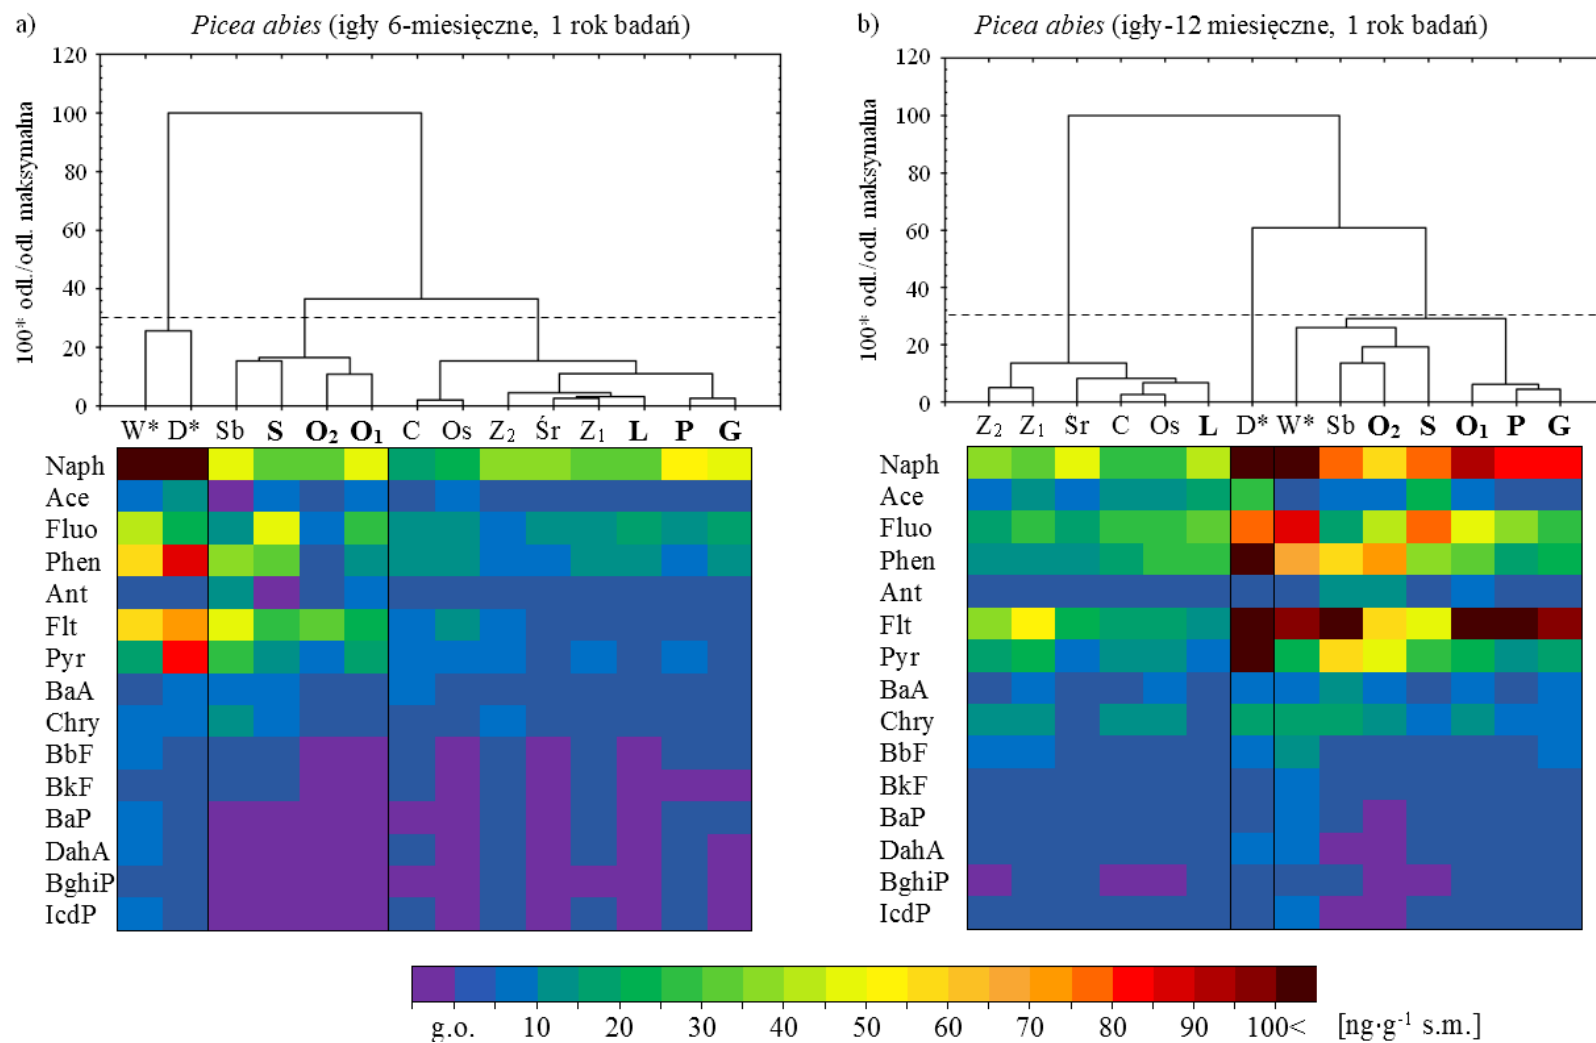 a) Picea abies (igły 6-miesięczne, 1 rok badań)
120
100
80
60
40
20
0
100* odl./odl. maksymalna
W* D* Sb S O₂ O₁ C Os Z₂ Śr Z₁ L P G
Naph
Ace
Fluo
Phen
Ant
Flt
Pyr
BaA
Chry
BbF
BkF
BaP
DahA
BghiP
IcdP
b) Picea abies (igły-12 miesięczne, 1 rok badań)
120
100
80
60
40
20
0
100* odl./odl. maksymalna
Z₂ Z₁ Śr C Os L D* W* Sb O₂ S O₁ P G
Naph
Ace
Fluo
Phen
Ant
Flt
Pyr
BaA
Chry
BbF
BkF
BaP
DahA
BghiP
IcdP
g.o. 10 20 30 40 50 60 70 80 90 100< [ng·g⁻¹ s.m.]